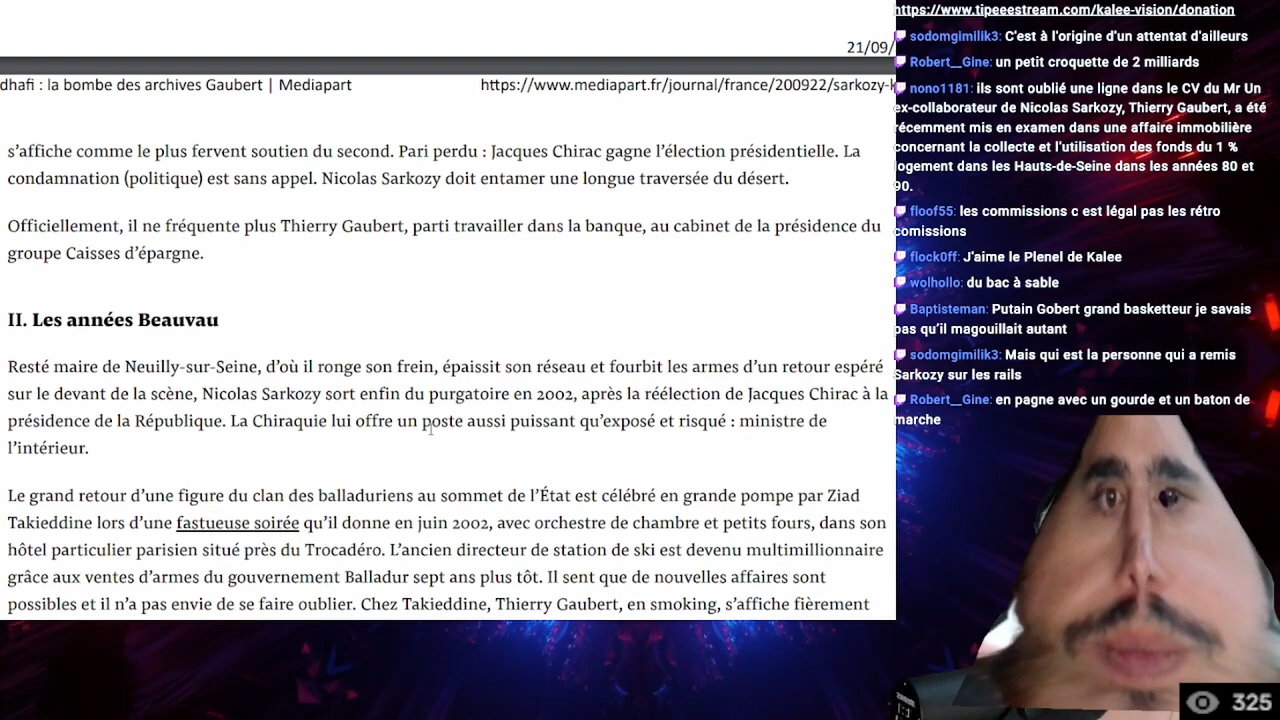 21/09/
dhafi : la bombe des archives Gaubert | Mediapart
https://www.mediapart.fr/journal/france/200922/sarkozy-k
s’affiche comme le plus fervent soutien du second. Pari perdu : Jacques Chirac gagne l’élection présidentielle. La
condamnation (politique) est sans appel. Nicolas Sarkozy doit entamer une longue traversée du désert.
Officiellement, il ne fréquente plus Thierry Gaubert, parti travailler dans la banque, au cabinet de la présidence du
groupe Caisses d’épargne.
II. Les années Beauvau
Resté maire de Neuilly-sur-Seine, d’où il ronge son frein, épaissit son réseau et fourbit les armes d’un retour espéré
sur le devant de la scène, Nicolas Sarkozy sort enfin du purgatoire en 2002, après la réélection de Jacques Chirac à la
présidence de la République. La Chiraquie lui offre un poste aussi puissant qu’exposé et risqué : ministre de
l’intérieur.
Le grand retour d’une figure du clan des balladuriens au sommet de l’État est célébré en grande pompe par Ziad
Takieddine lors d’une fastueuse soirée qu’il donne en juin 2002, avec orchestre de chambre et petits fours, dans son
hôtel particulier parisien situé près du Trocadéro. L’ancien directeur de station de ski est devenu multimillionnaire
grâce aux ventes d’armes du gouvernement Balladur sept ans plus tôt. Il sent que de nouvelles affaires sont
possibles et il n’a pas envie de se faire oublier. Chez Takieddine, Thierry Gaubert, en smoking, s’affiche fièrement
https://www.tipeeestream.com/kalee-vision/donation
sodomgimilik3: C'est à l'origine d'un attentat d'ailleurs
Robert__Gine: un petit croquette de 2 milliards
nono1181: ils sont oublié une ligne dans le CV du Mr Un
ex-collaborateur de Nicolas Sarkozy, Thierry Gaubert, a été
récemment mis en examen dans une affaire immobilière
concernant la collecte et l'utilisation des fonds du 1 %
logement dans les Hauts-de-Seine dans les années 80 et
90.
floof55: les commissions c est légal pas les rétro
comissions
flock0ff: J'aime le Plenel de Kalee
wolhollo: du bac à sable
Baptisteman: Putain Gobert grand basketteur je savais
pas qu'il magouillait autant
sodomgimilik3: Mais qui est la personne qui a remis
Sarkozy sur les rails
Robert__Gine: en pagne avec un gourde et un baton de
marche
325